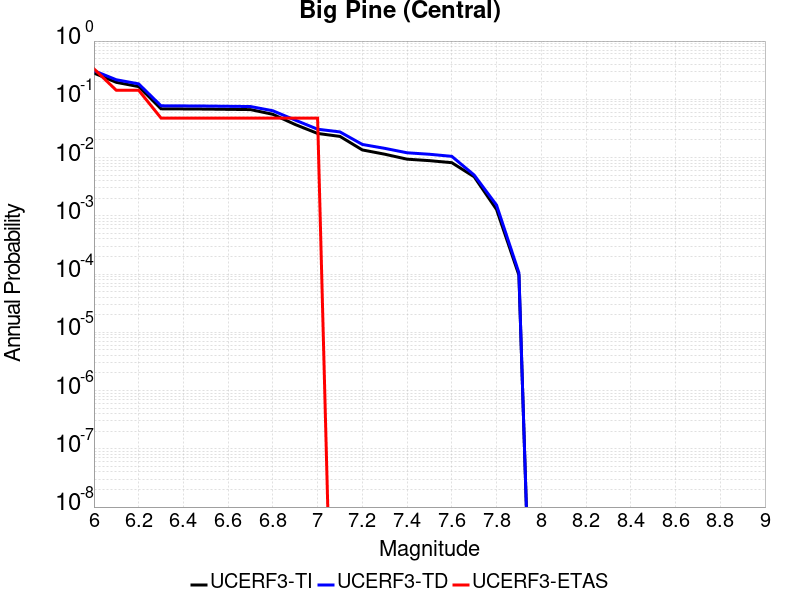 Big Pine (Central)
Annual Probability
10^0
10^-1
10^-2
10^-3
10^-4
10^-5
10^-6
10^-7
10^-8
6 6.2 6.4 6.6 6.8 7 7.2 7.4 7.6 7.8 8 8.2 8.4 8.6 8.8 9
Magnitude
UCERF3-TI UCERF3-TD UCERF3-ETAS